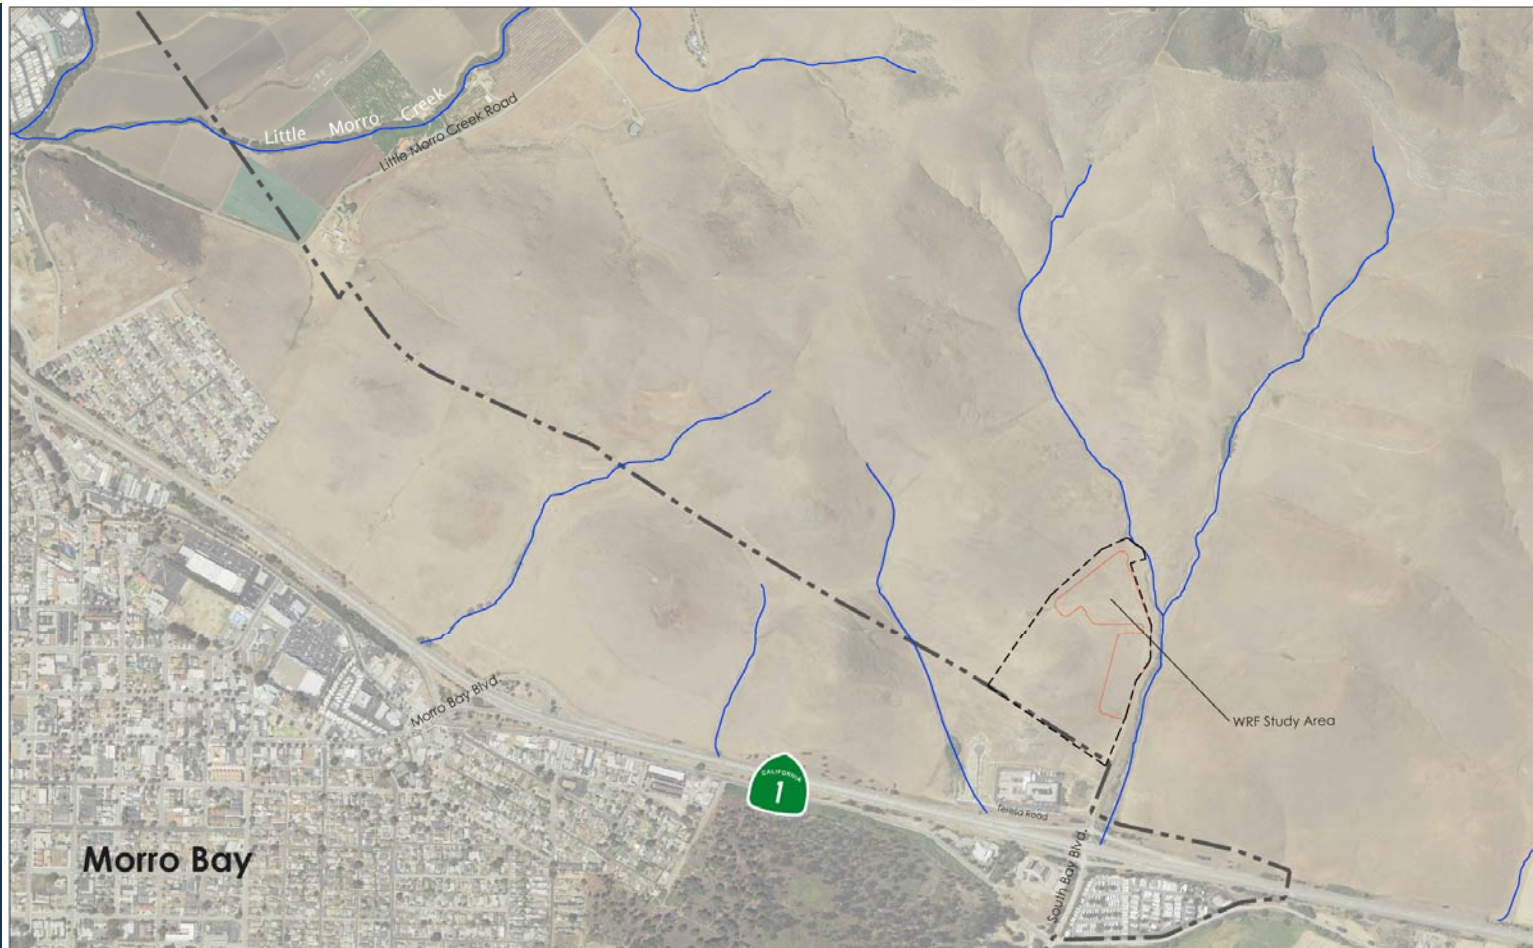 Little Morro Creek
Little Morro Creek Road
Morro Bay Blvd.
WRF Study Area
CALIFORNIA
1
Teresa Road
South Bay Blvd.
Morro Bay